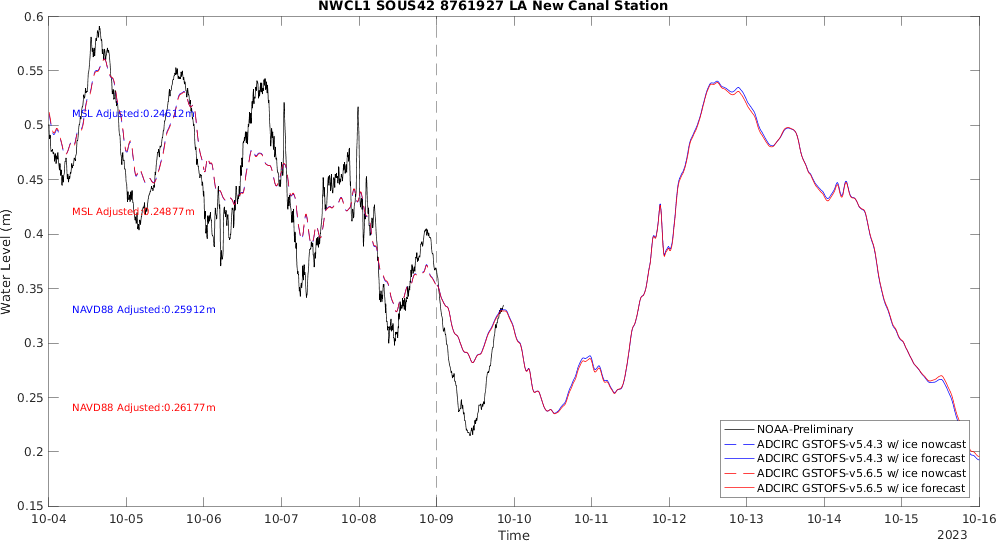 NWCL1 SOUS42 8761927 LA New Canal Station
0.6
0.55
0.5
0.45
0.4
0.35
0.3
0.25
0.2
0.15
Water Level (m)
MSL Adjusted:0.24612m
MSL Adjusted:0.24877m
NAVD88 Adjusted:0.25912m
NAVD88 Adjusted:0.26177m
NOAA-Preliminary
ADCIRC GSTOFS-v5.4.3 w/ ice nowcast
ADCIRC GSTOFS-v5.4.3 w/ ice forecast
ADCIRC GSTOFS-v5.6.5 w/ ice nowcast
ADCIRC GSTOFS-v5.6.5 w/ ice forecast
10-04 10-05 10-06 10-07 10-08 10-09 10-10 10-11 10-12 10-13 10-14 10-15 10-16
Time
2023